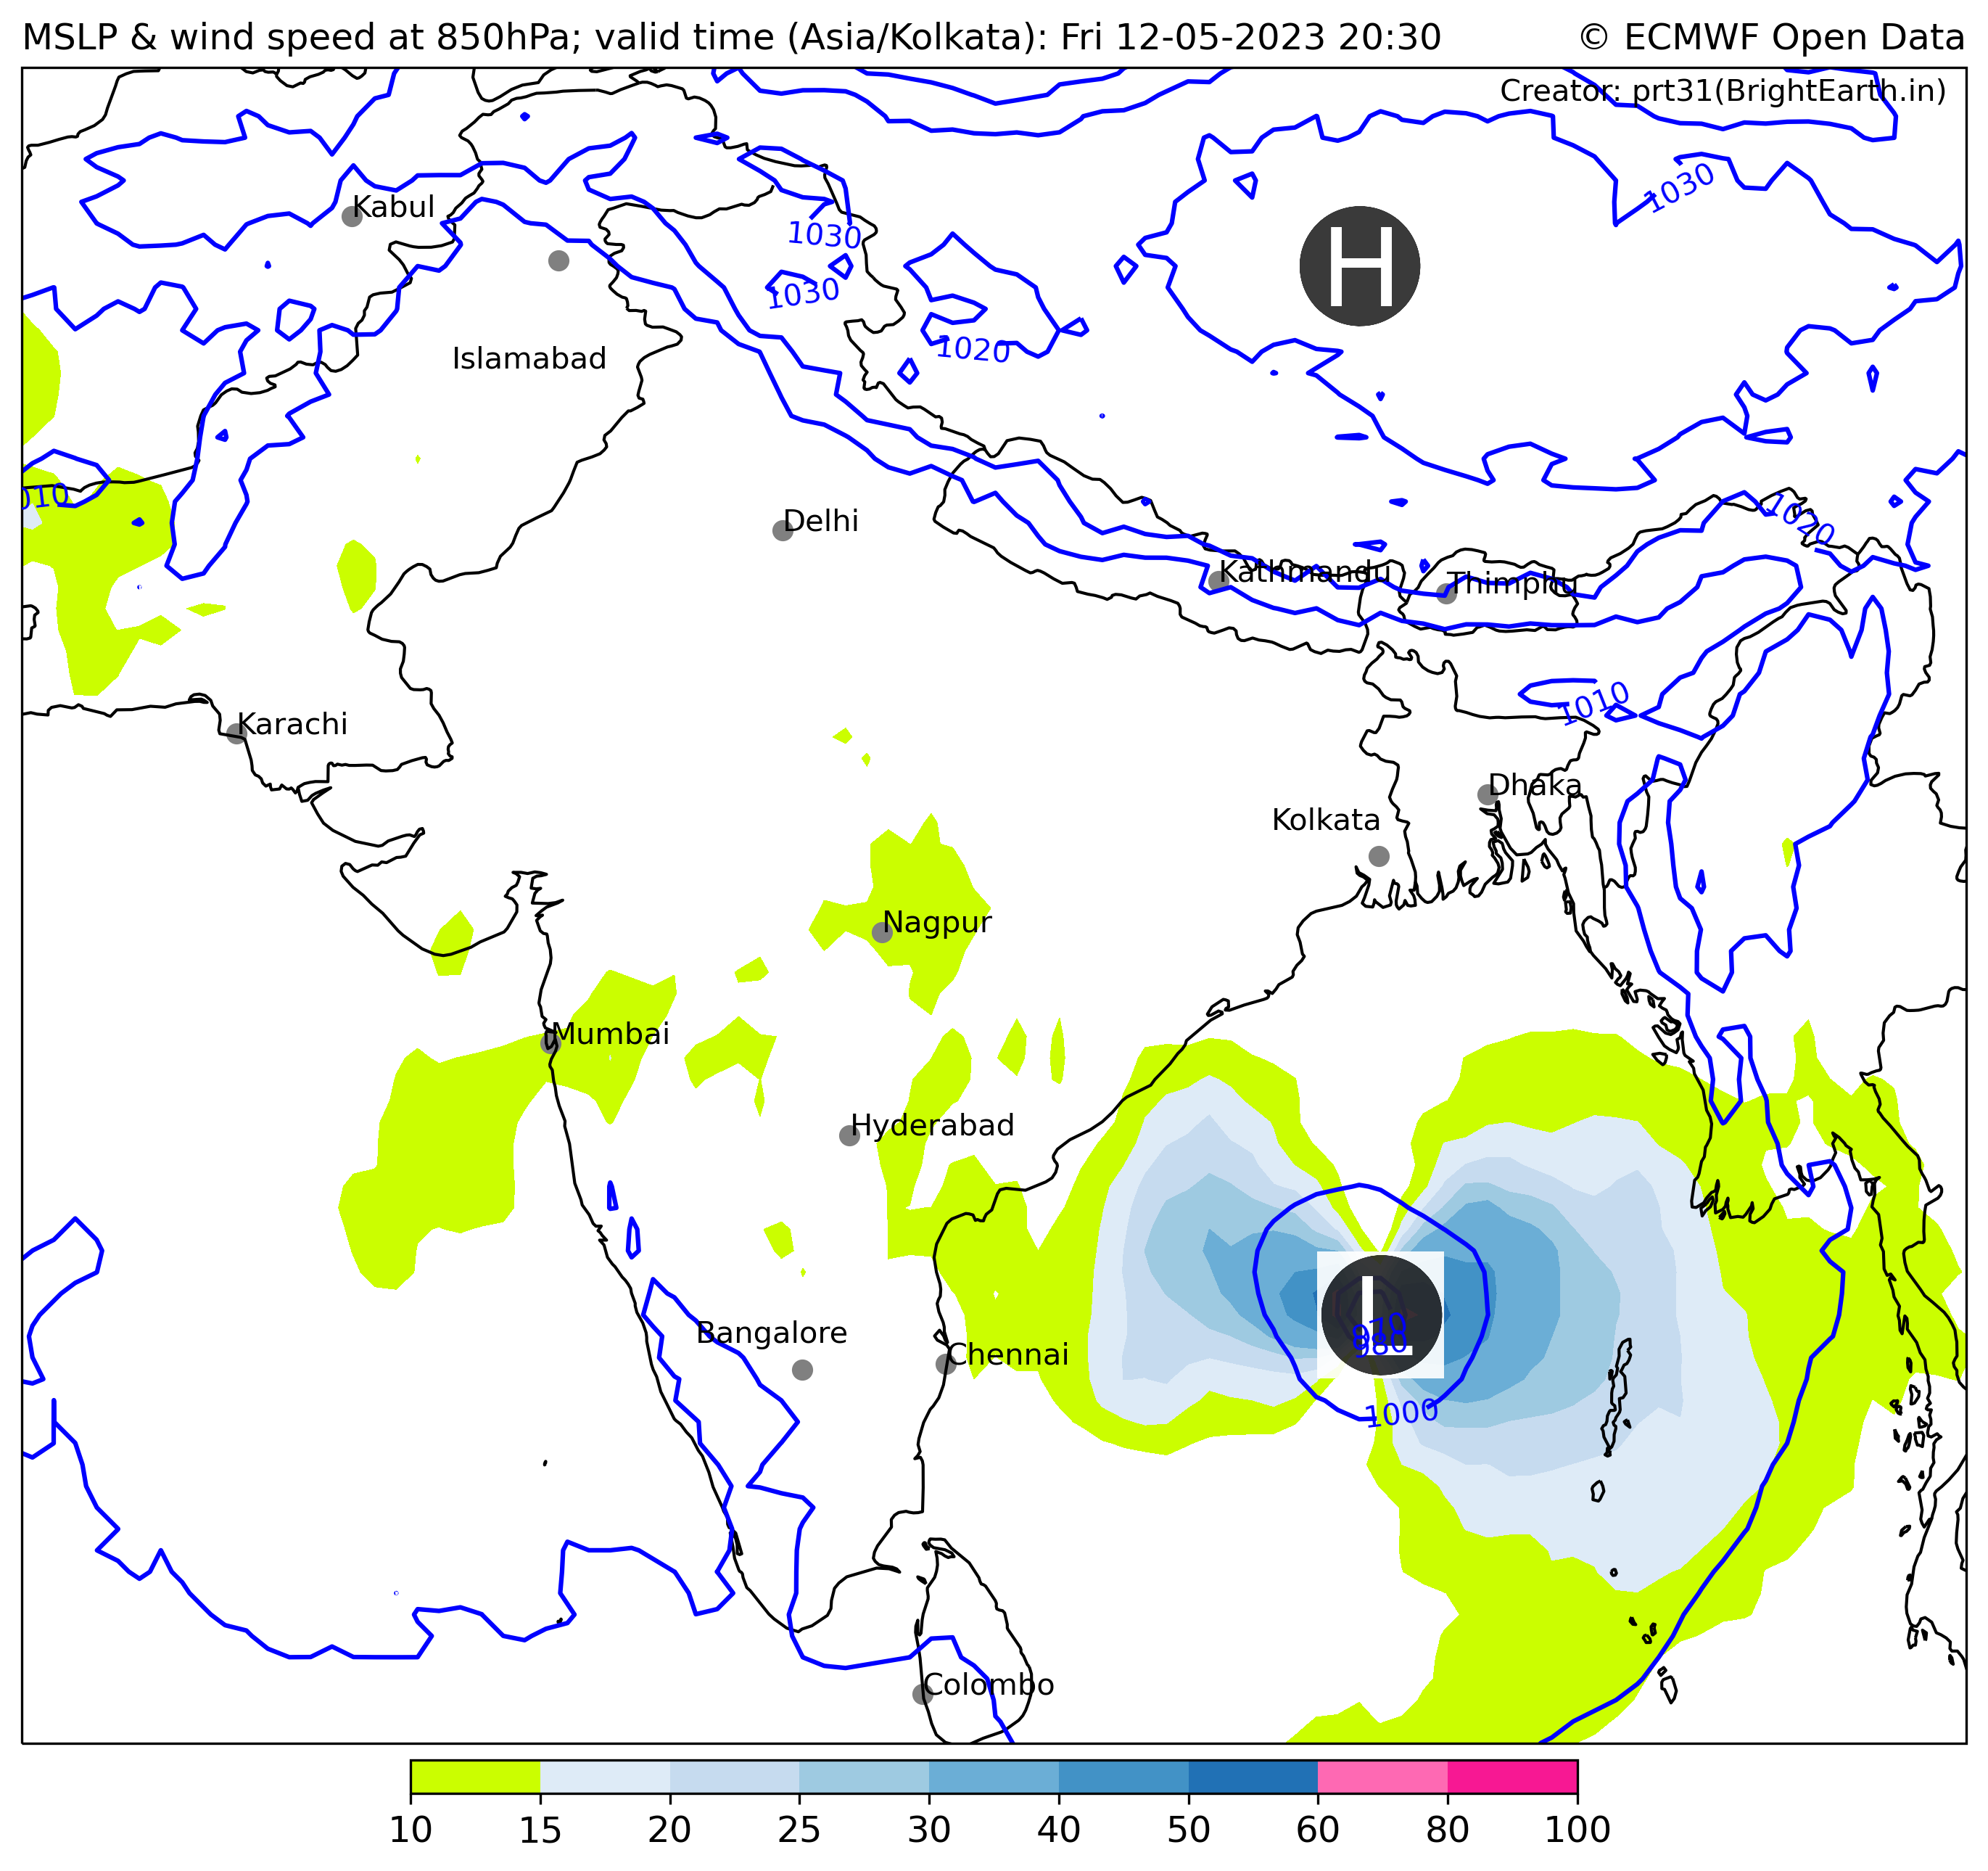 MSLP & wind speed at 850hPa; valid time (Asia/Kolkata): Fri 12-05-2023 20:30
© ECMWF Open Data
Creator: prt31(BrightEarth.in)
1030
Kabul
1030
H
1030
1020
Islamabad
010
Delhi
1020
Kathmandu
Thimphu
1010
Karachi
Dhaka
Kolkata
Nagpur
Mumbai
Hyderabad
L
970
980
Bangalore
Chennai
1000
Colombo
10 15 20 25 30 40 50 60 80 100